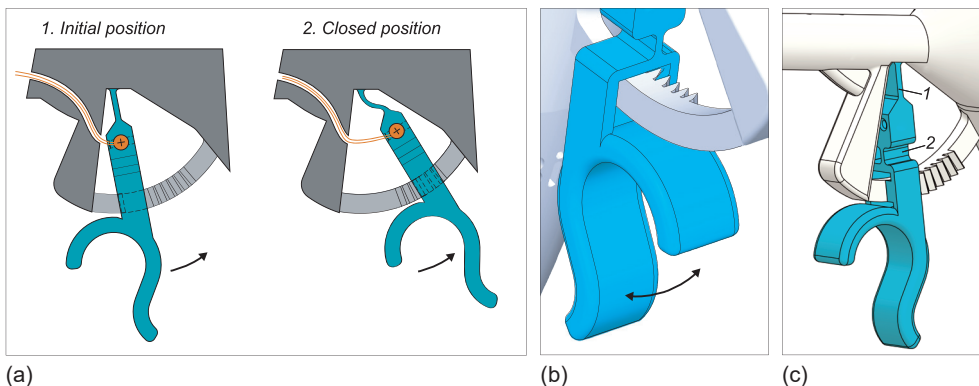 1. Initial position
2. Closed position
1
2
(a)
(b)
(c)